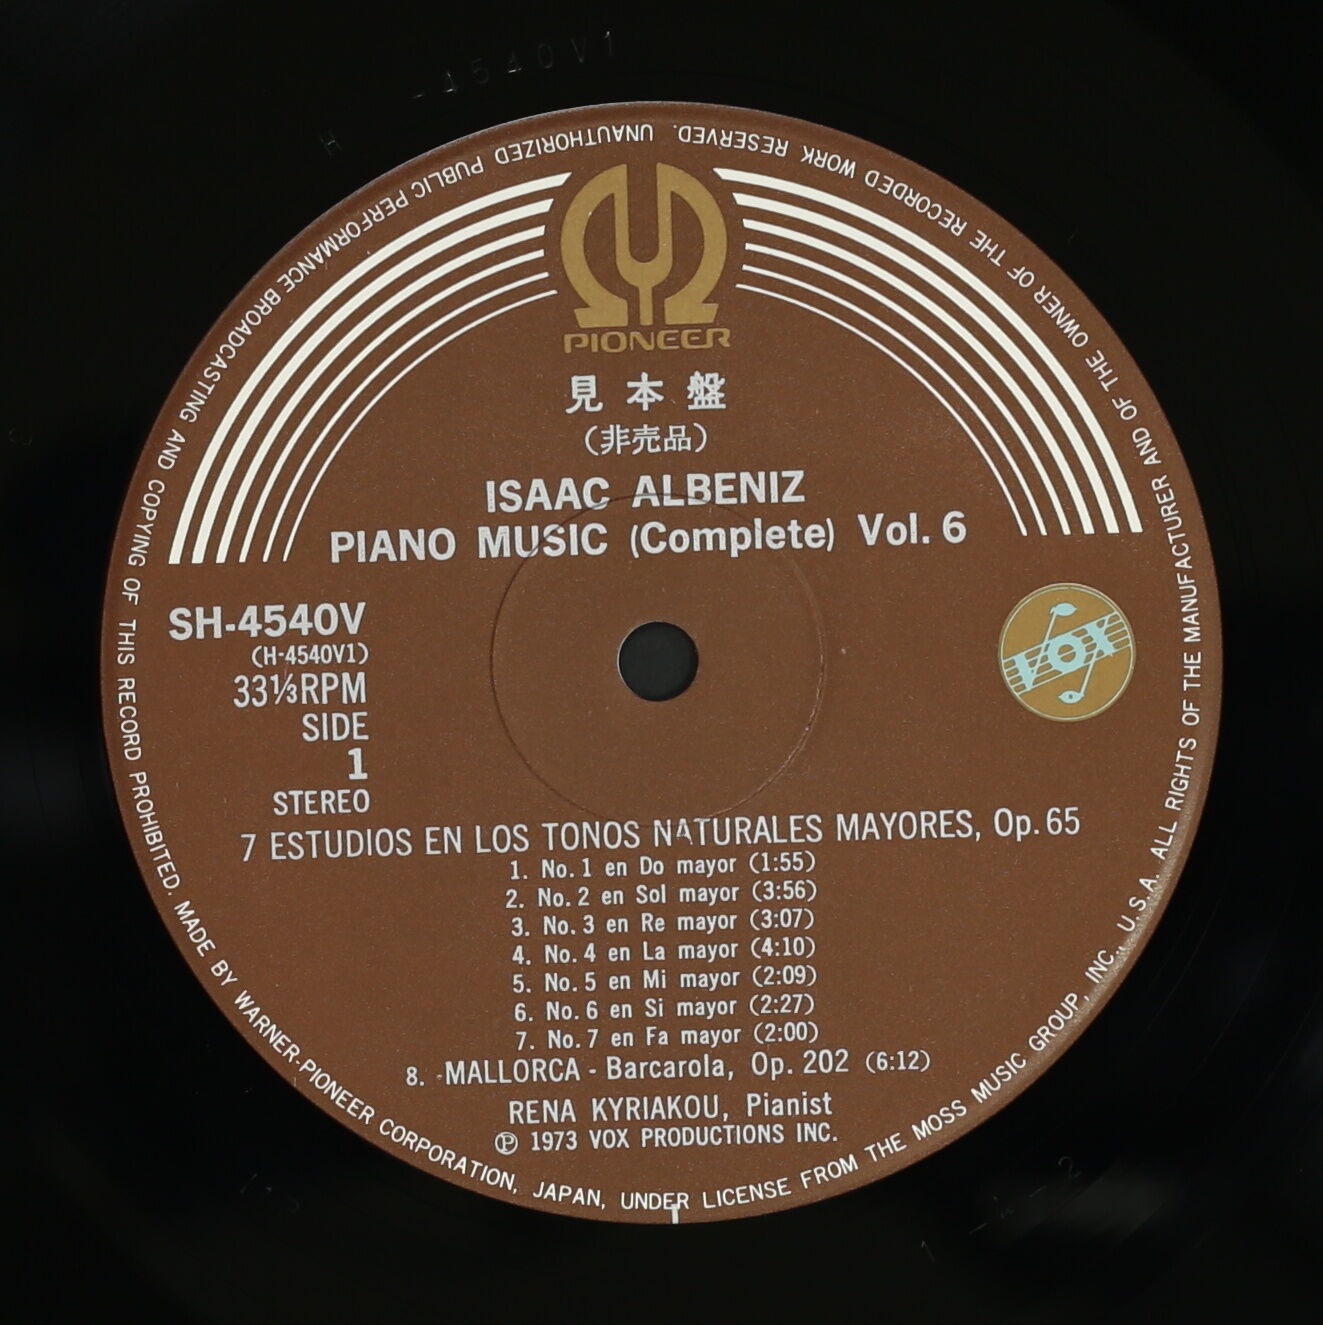 PIONEER
見本盤
(非売品)
ISAAC ALBENIZ
PIANO MUSIC (Complete) Vol. 6
SH-4540V
(H-4540V1)
33⅓RPM
SIDE
1
STEREO
VOX
7 ESTUDIOS EN LOS TONOS NATURALES MAYORES, Op. 65
1. No. 1 en Do mayor (1:55)
2. No. 2 en Sol mayor (3:56)
3. No. 3 en Re mayor (3:07)
4. No. 4 en La mayor (4:10)
5. No. 5 en Mi mayor (2:09)
6. No. 6 en Si mayor (2:27)
7. No. 7 en Fa mayor (2:00)
8. MALLORCA - Barcarola, Op. 202 (6:12)
RENA KYRIAKOU, Pianist
Ⓟ 1973 VOX PRODUCTIONS INC.
UNAUTHORIZED PUBLIC PERFORMANCE BROADCASTING AND COPYING OF THIS RECORD PROHIBITED. MADE BY WARNER-PIONEER CORPORATION, JAPAN, UNDER LICENSE FROM THE MOSS MUSIC GROUP, INC., U.S.A. ALL RIGHTS OF THE MANUFACTURER AND OF THE OWNER OF THE RECORDED WORK RESERVED.
H -4540V1